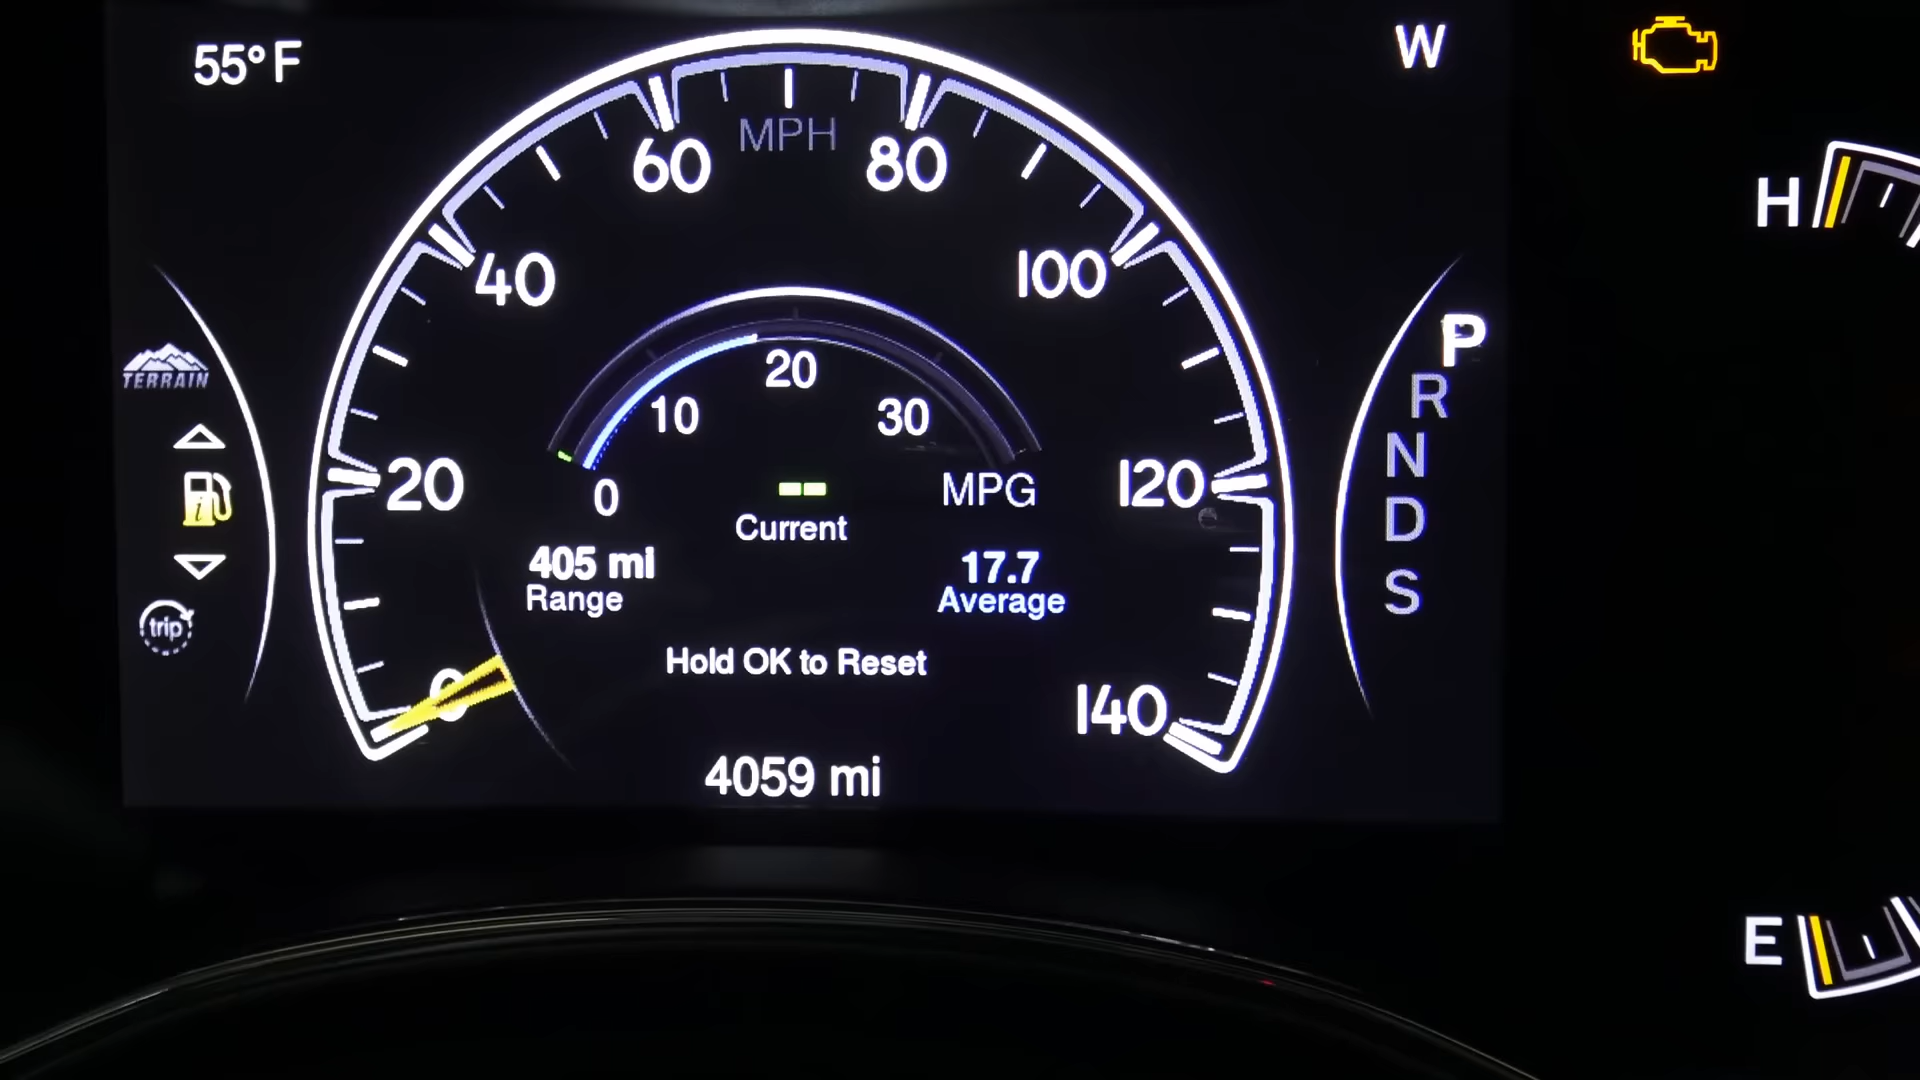 55°F
W
MPH
60
80
H
40
100
P
TERRAIN
20
10
30
R
N
20
0
MPG
120
i
Current
D
405 mi
17.7
Range
Average
S
trip
Hold OK to Reset
0
140
4059 mi
E